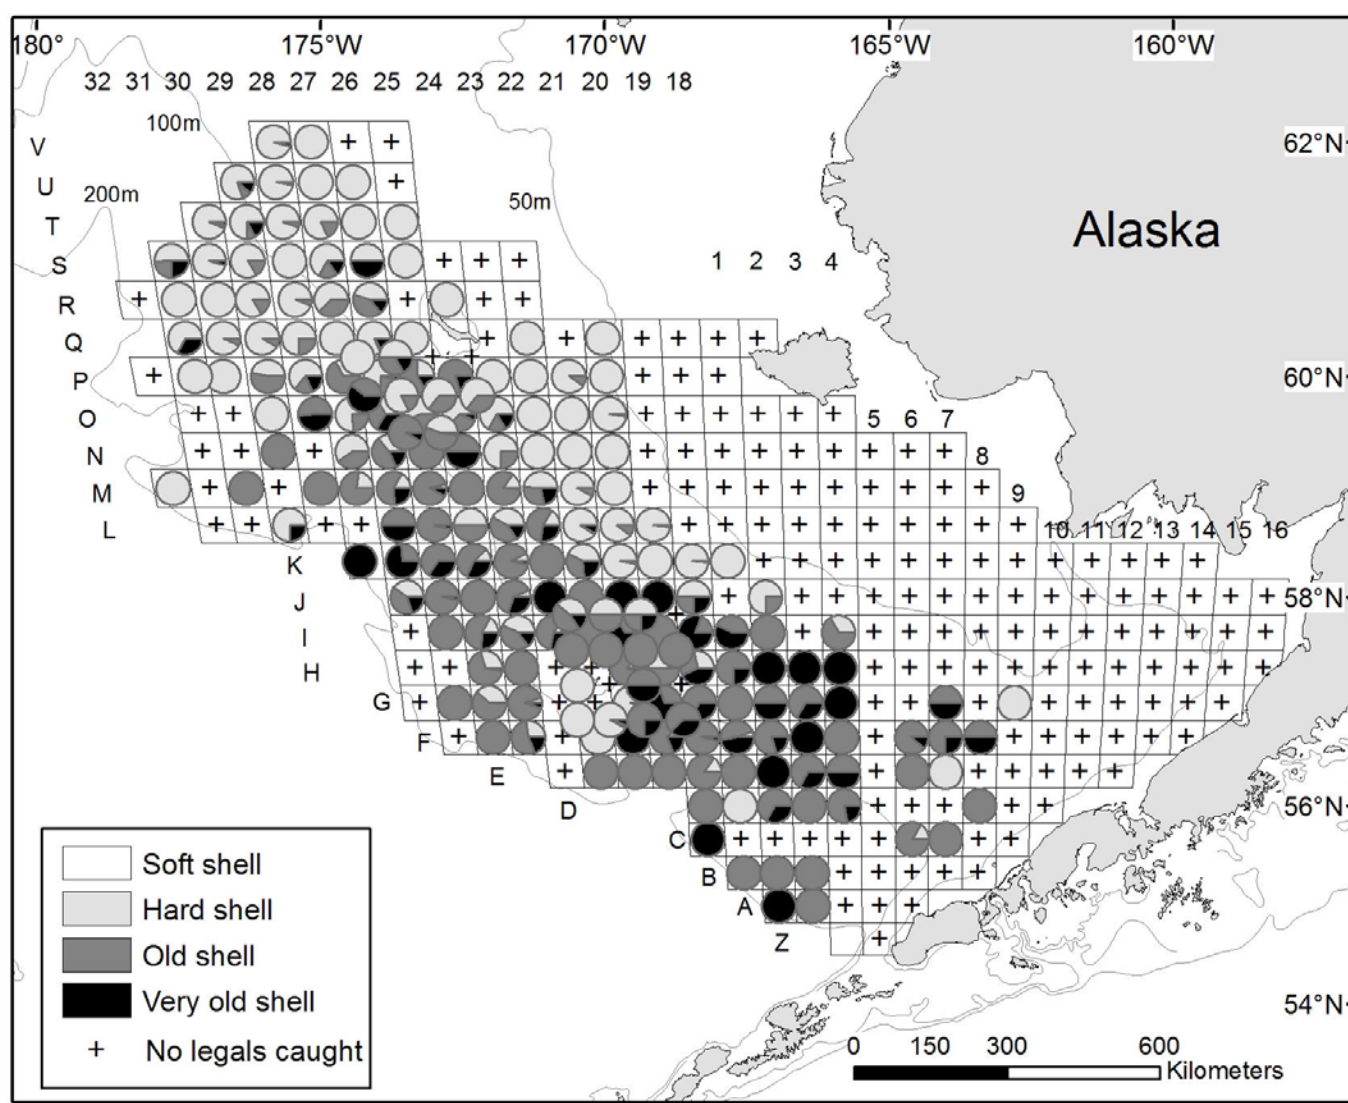 180° 175°W 170°W 165°W 160°W
32 31 30 29 28 27 26 25 24 23 22 21 20 19 18
100m
V 62°N
U
200m 50m
T Alaska
S 1 2 3 4
R
Q
P 60°N
O 5 6 7
N 8
M 9
L 10 11 12 13 14 15 16
K
J 58°N
I
H
G
F
E
D 56°N
C
B
A
Z
Soft shell
Hard shell
Old shell
Very old shell
+ No legals caught
54°N
0 150 300 600
Kilometers